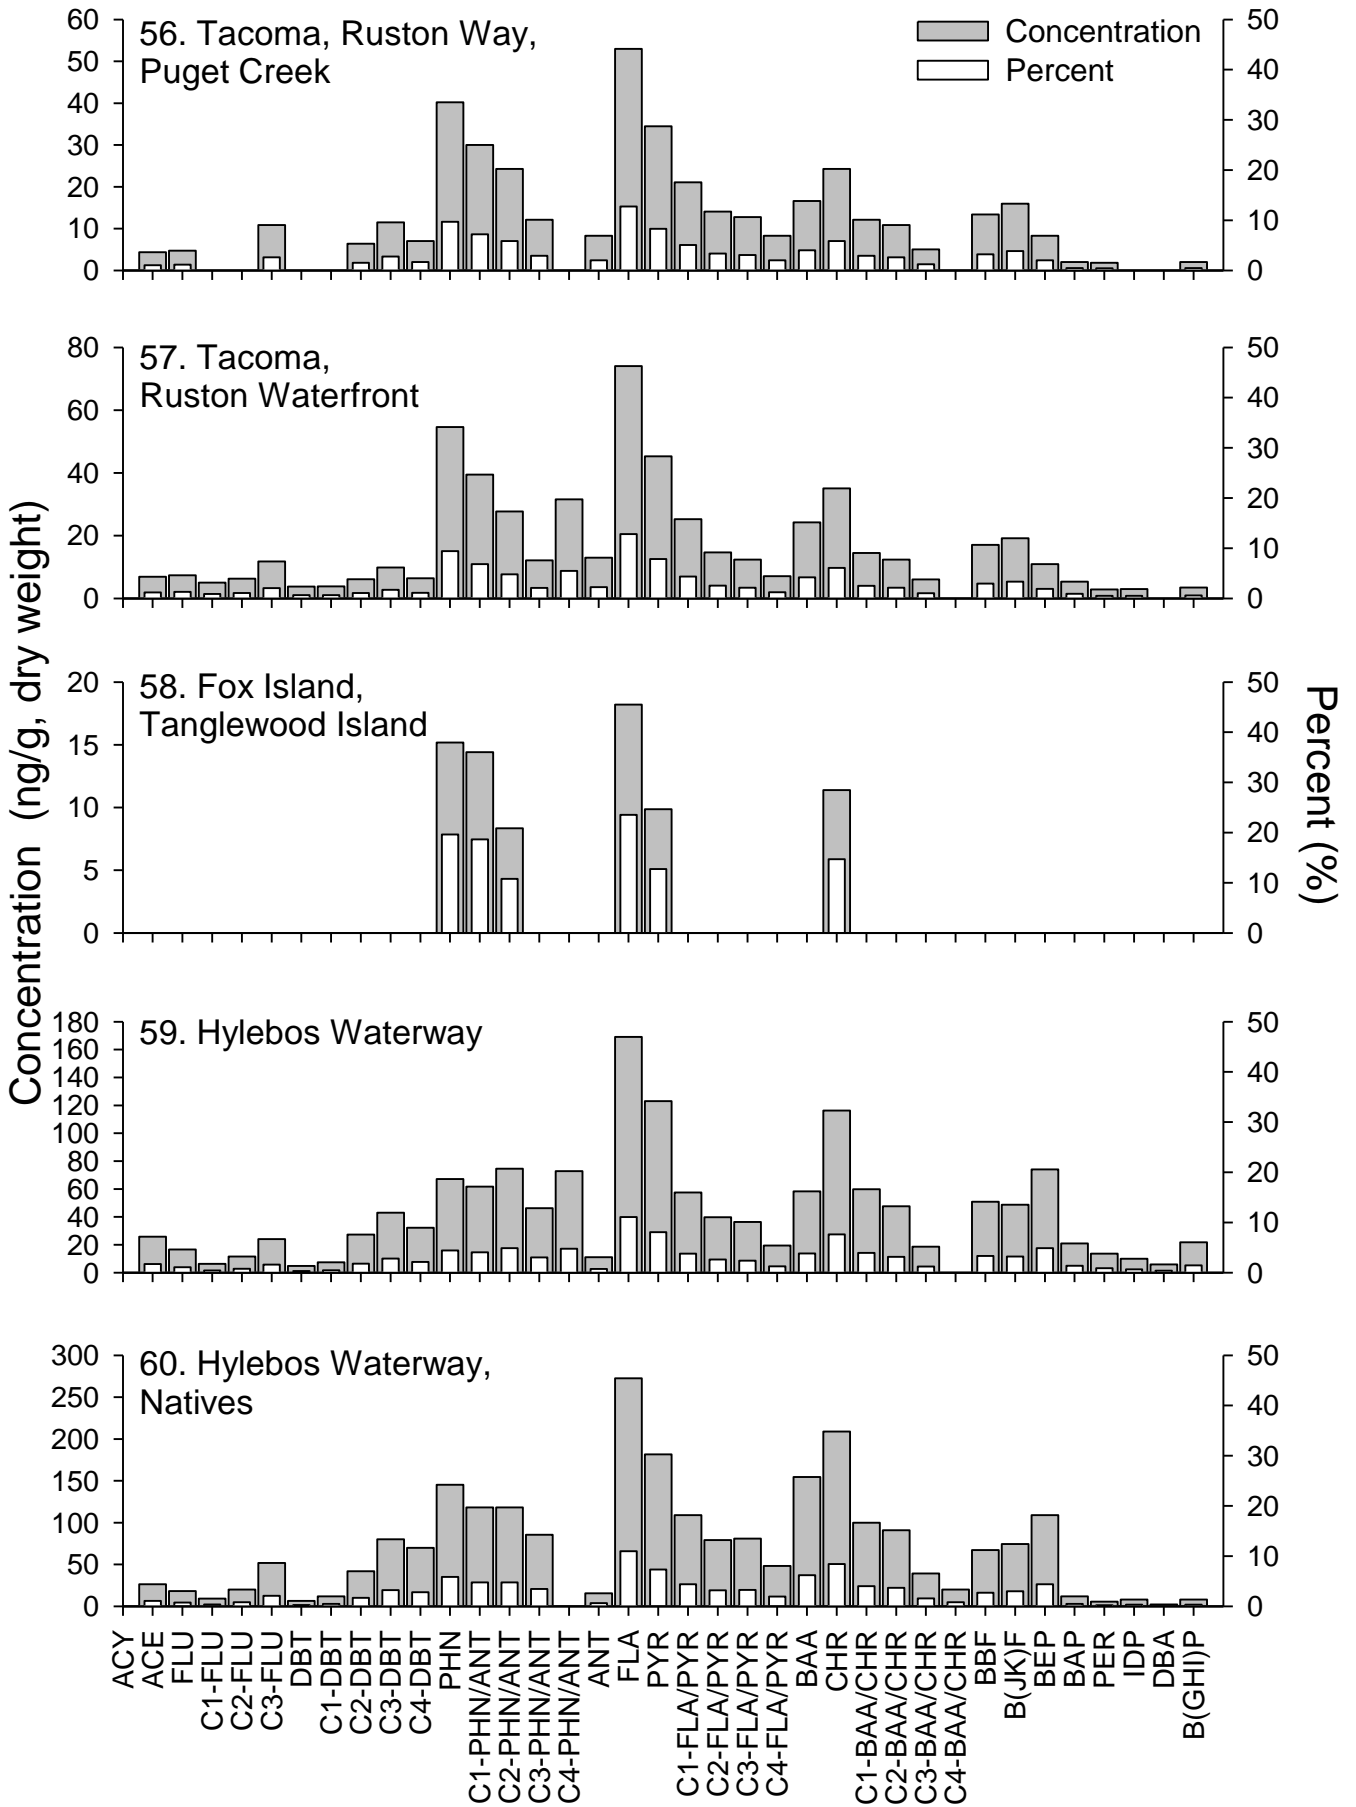 56. Tacoma, Ruston Way,
Puget Creek
Concentration
Percent
60
50
40
30
20
10
0
50
40
30
20
10
0
57. Tacoma,
Ruston Waterfront
80
60
40
20
0
50
40
30
20
10
0
58. Fox Island,
Tanglewood Island
20
15
10
5
0
50
40
30
20
10
0
59. Hylebos Waterway
180
160
140
120
100
80
60
40
20
0
50
40
30
20
10
0
60. Hylebos Waterway,
Natives
300
250
200
150
100
50
0
50
40
30
20
10
0
Concentration (ng/g, dry weight)
Percent (%)
ACY
ACE
FLU
C1-FLU
C2-FLU
C3-FLU
DBT
C1-DBT
C2-DBT
C3-DBT
C4-DBT
PHN
C1-PHN/ANT
C2-PHN/ANT
C3-PHN/ANT
C4-PHN/ANT
ANT
FLA
PYR
C1-FLA/PYR
C2-FLA/PYR
C3-FLA/PYR
C4-FLA/PYR
BAA
CHR
C1-BAA/CHR
C2-BAA/CHR
C3-BAA/CHR
C4-BAA/CHR
BBF
B(JK)F
BEP
BAP
PER
IDP
DBA
B(GHI)P